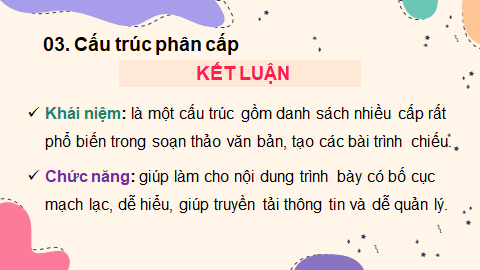 03. Cấu trúc phân cấp
KẾT LUẬN
✓ Khái niệm: là một cấu trúc gồm danh sách nhiều cấp rất
phổ biến trong soạn thảo văn bản, tạo các bài trình chiếu.
✓ Chức năng: giúp làm cho nội dung trình bày có bố cục
mạch lạc, dễ hiểu, giúp truyền tải thông tin và dễ quản lý.